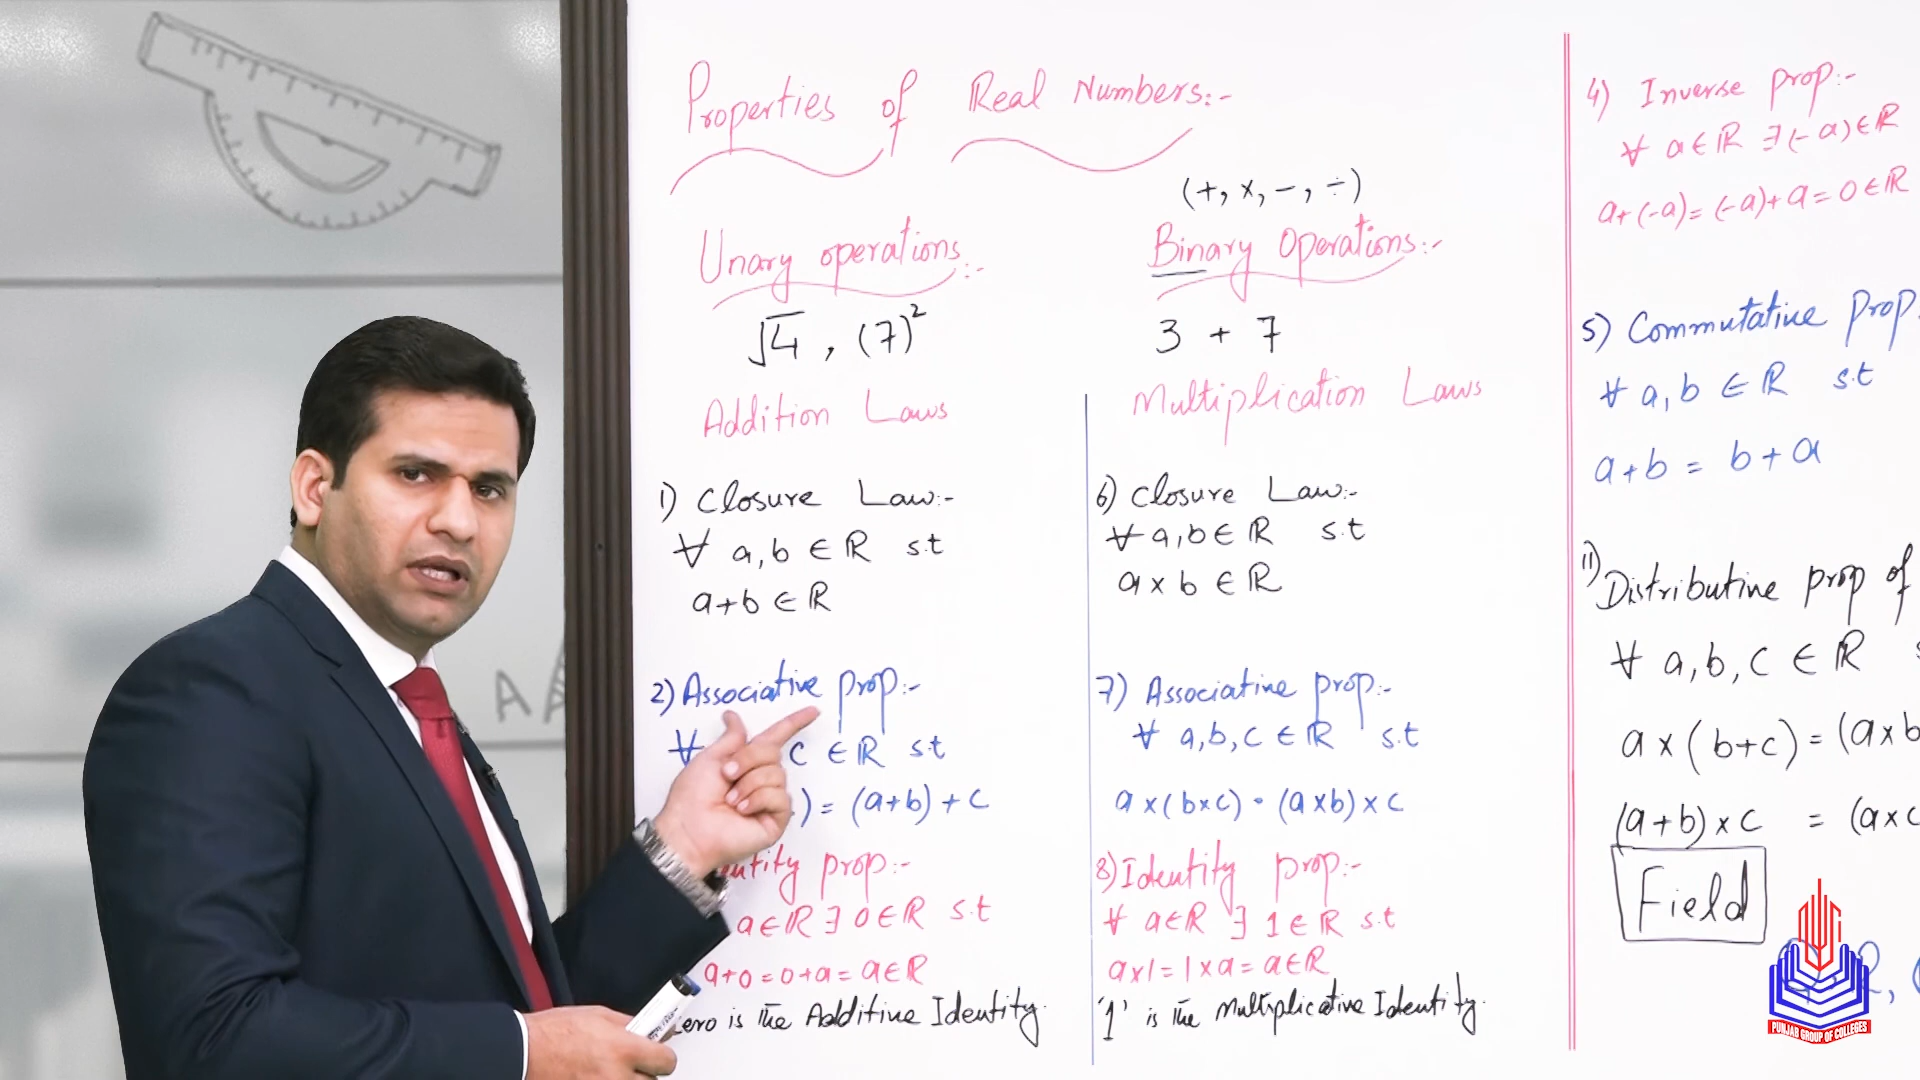 Properties of Real Numbers:-
(+, x, -, ÷)
Unary operations:-
√4 , (7)²
Addition Laws
1) Closure Law:-
∀ a,b ∈ ℝ s.t
a+b ∈ ℝ
2) Associative prop:-
∀ c ∈ ℝ s.t
) = (a+b) + c
prop:-
a∈ℝ ∃ 0∈ℝ s.t
a+0 = 0+a = a∈ℝ
is the Additive Identity.
Binary Operations:-
3 + 7
Multiplication Laws
6) Closure Law:-
∀ a,b ∈ ℝ s.t
a x b ∈ ℝ
7) Associative prop:-
∀ a,b,c ∈ ℝ s.t
a x (b x c) = (a x b) x c
8) Identity prop:-
∀ a∈ℝ ∃ 1∈ℝ s.t
a x 1 = 1 x a = a∈ℝ
'1' is the Multiplicative Identity.
4) Inverse prop:-
∀ a∈ℝ ∃ (-a)∈ℝ
a+(-a) = (-a)+a = 0∈ℝ
5) Commutative prop
∀ a,b ∈ ℝ s.t
a+b = b+a
11) Distributive prop of
∀ a,b,c ∈ ℝ
a x (b+c) = (a x b
(a+b) x c = (a x c
Field
PUNJAB GROUP OF COLLEGES